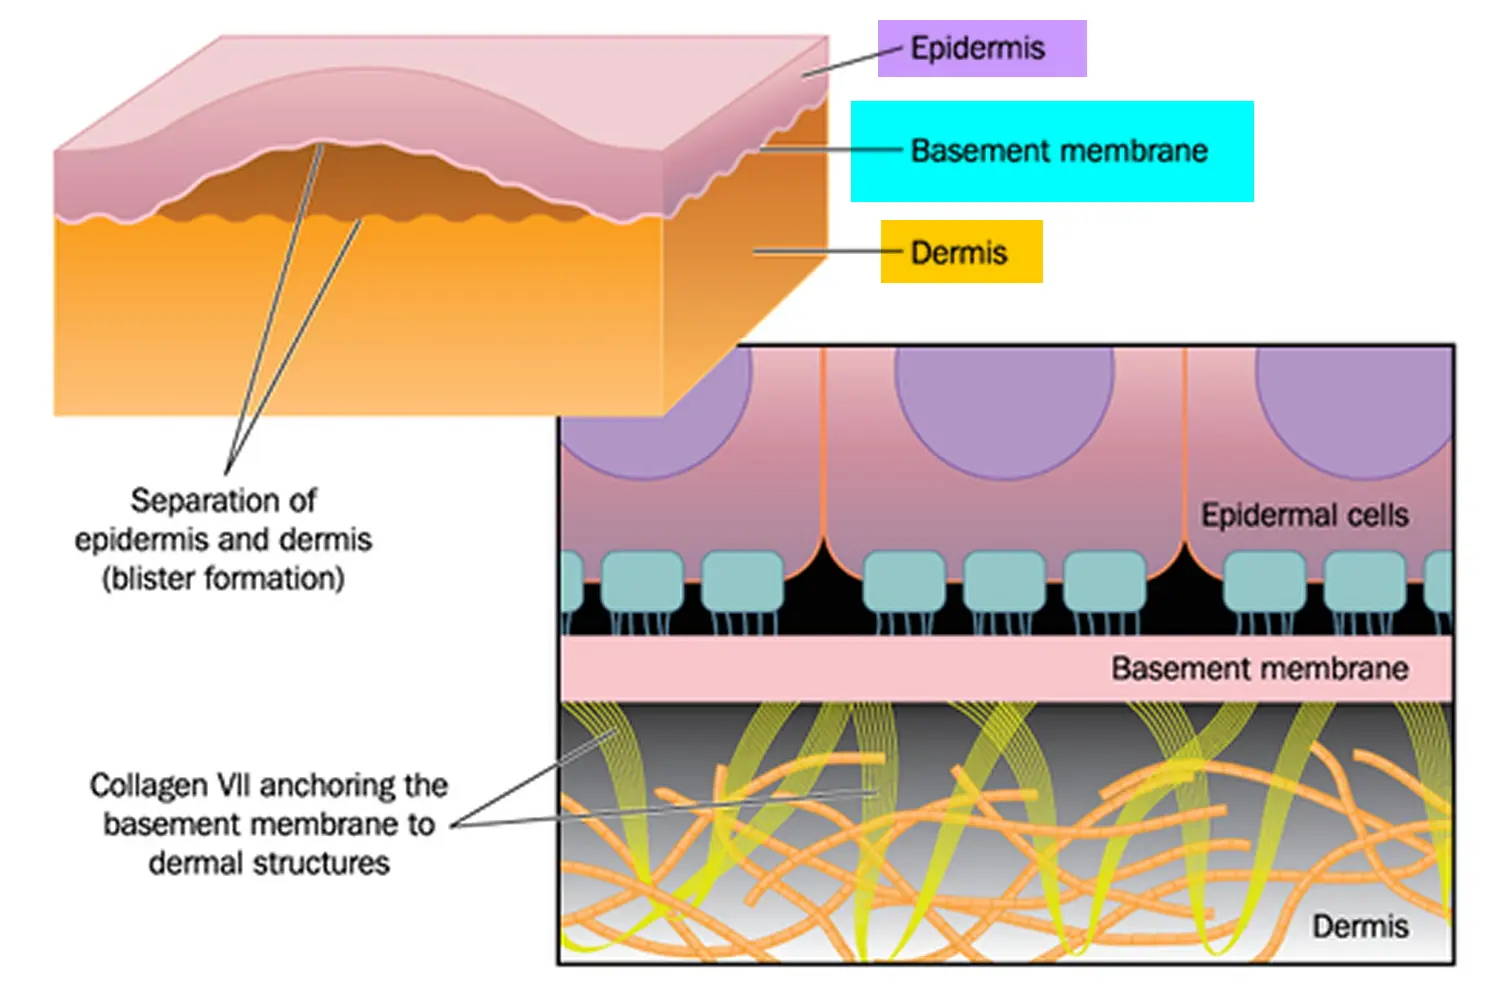 Epidermis
Basement membrane
Dermis
Separation of
epidermis and dermis
(blister formation)
Epidermal cells
Basement membrane
Collagen VII anchoring the
basement membrane to
dermal structures
Dermis